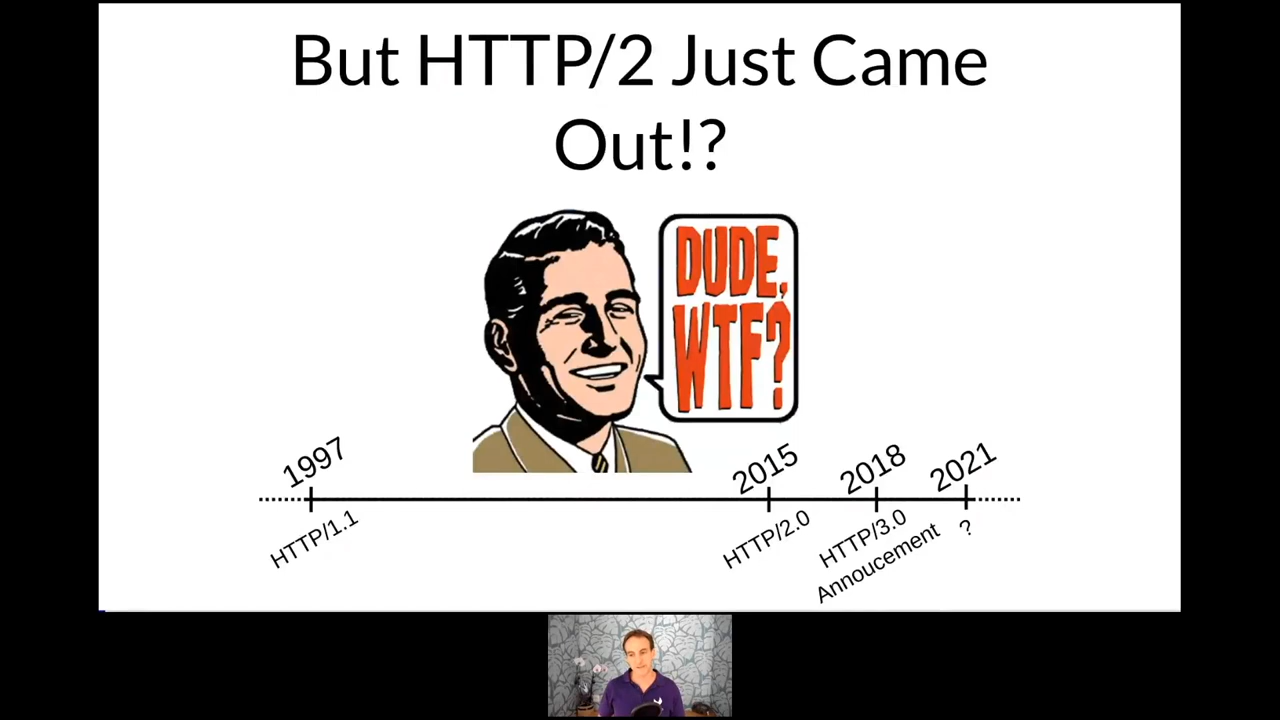 But HTTP/2 Just Came
Out!?
DUDE,
WTF?
1997
2015
2018
2021
HTTP/1.1
HTTP/2.0
HTTP/3.0
Annoucement
?